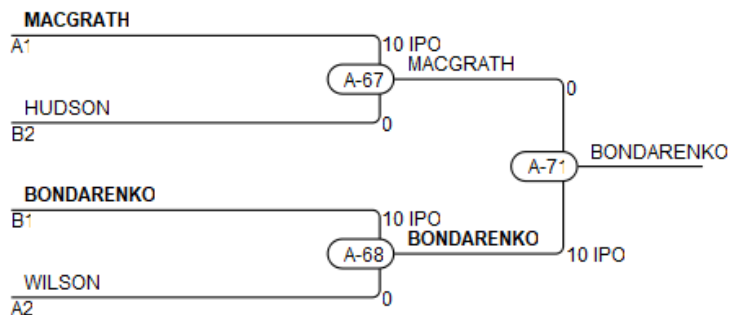 MACGRATH
A1
10 IPO
A-67
MACGRATH
HUDSON
B2
0
0
A-71
BONDARENKO
BONDARENKO
B1
10 IPO
A-68
BONDARENKO
10 IPO
WILSON
A2
0